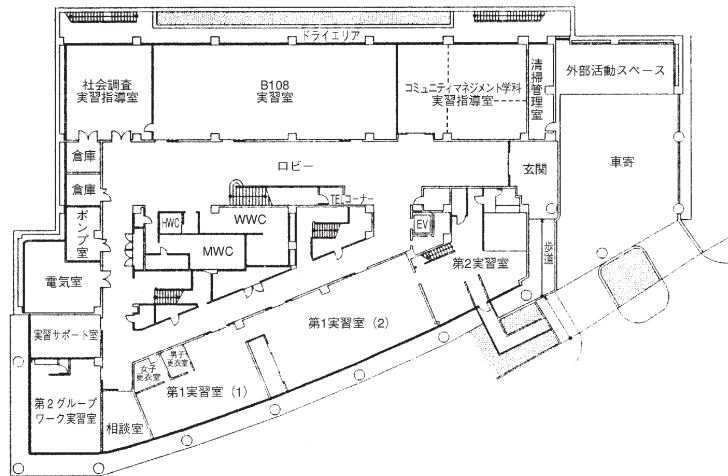 ドライエリア
社会調査
実習指導室
B108
実習室
コミュニティマネジメント学科
実習指導室
清掃管理室
外部活動スペース
倉庫
ロビー
玄関
車寄
倉庫
TELコーナー
ポンプ室
HWC
WWC
EV
MWC
歩道
電気室
第2実習室
実習サポート室
第1実習室(2)
女子
更衣室
男子
更衣室
第1実習室(1)
第2グループ
ワーク実習室
相談室